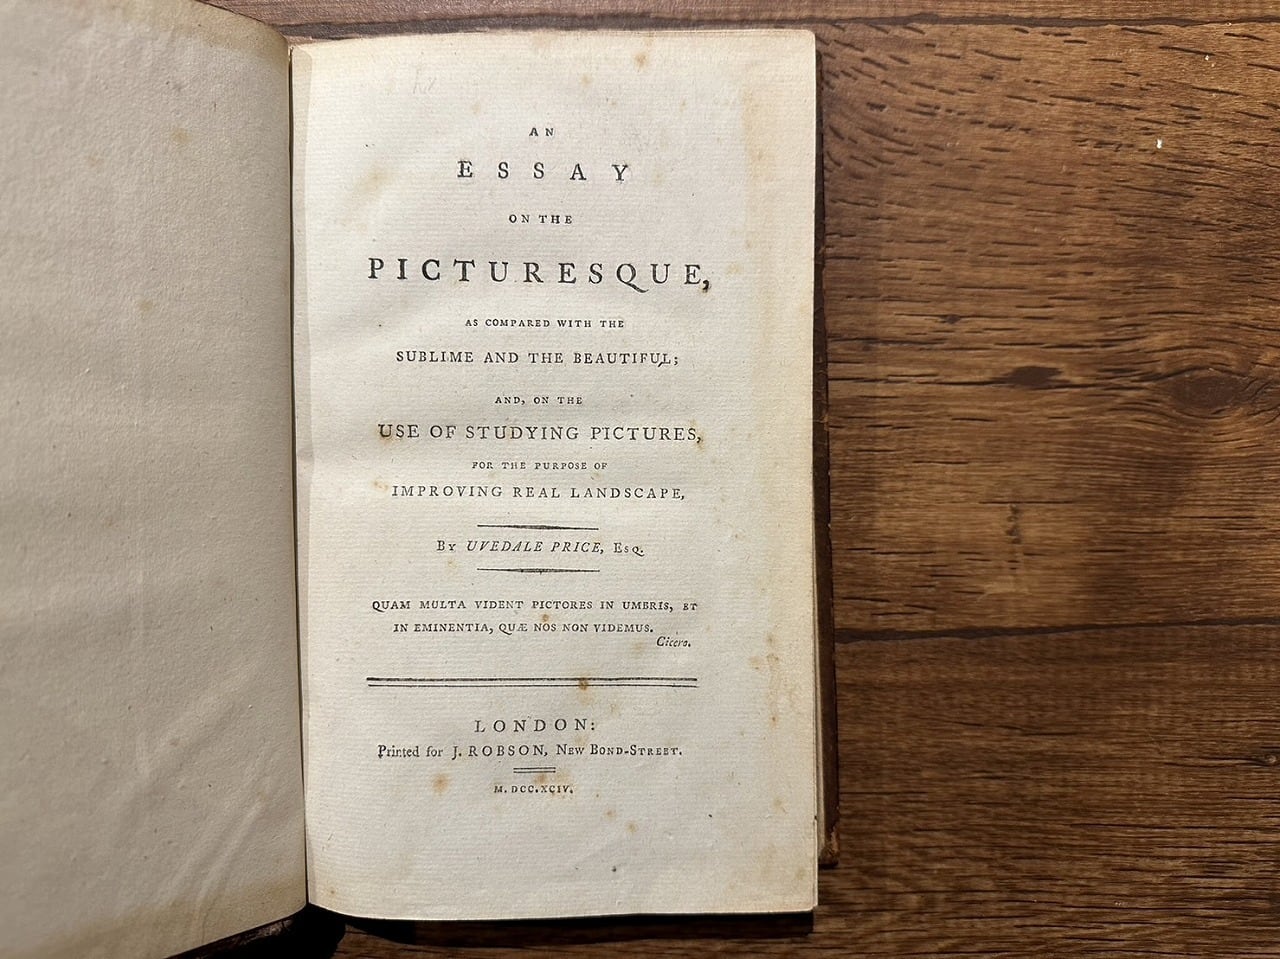 AN
ESSAY
ON THE
PICTURESQUE,
AS COMPARED WITH THE
SUBLIME AND THE BEAUTIFUL;
AND, ON THE
USE OF STUDYING PICTURES,
FOR THE PURPOSE OF
IMPROVING REAL LANDSCAPE,
BY UVEDALE PRICE, ESQ.
QUAM MULTA VIDENT PICTORES IN UMBRIS, ET
IN EMINENTIA, QUÆ NOS NON VIDEMUS.
Cicero.
LONDON:
Printed for J. ROBSON, NEW BOND-STREET.
M.DCC.XCIV.